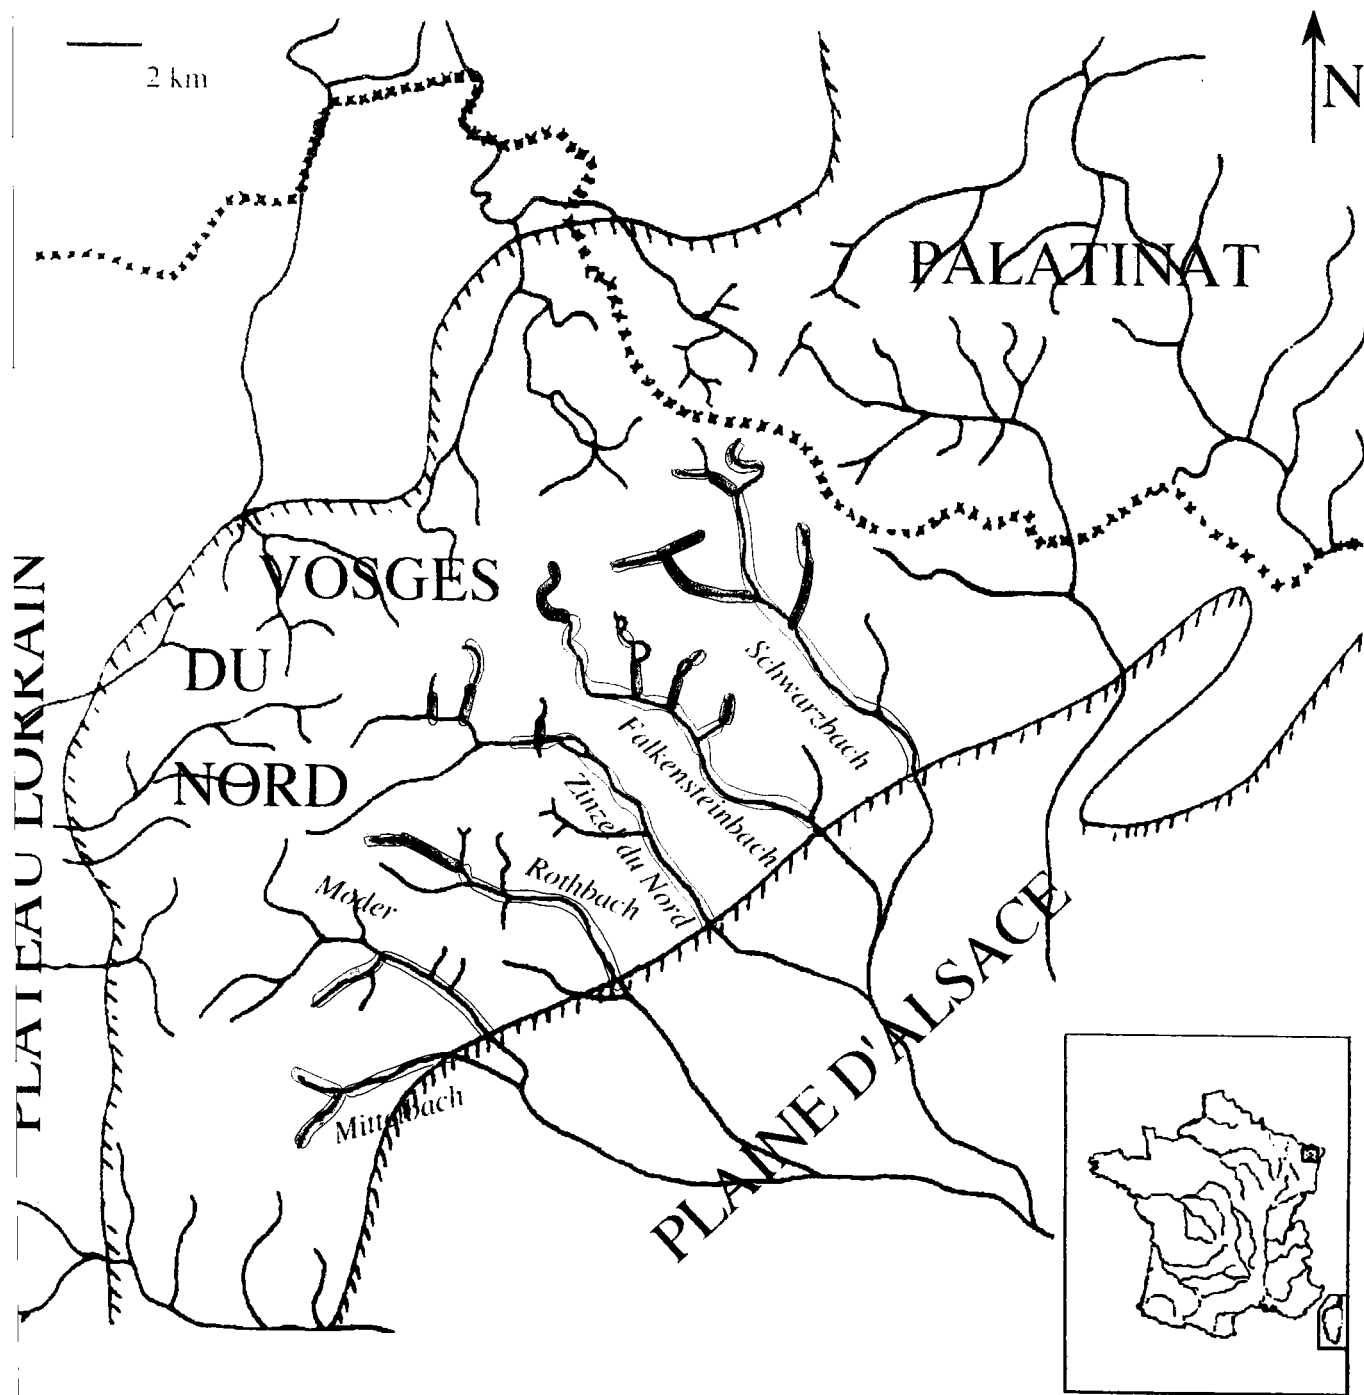 2 km
N
PALATINAT
VOSGES
DU
NORD
PLATEAU LORRAIN
Schwarzbach
Falkensteinbach
Zinzel du Nord
Rothbach
Moder
Mittelbach
PLAINE D'ALSACE